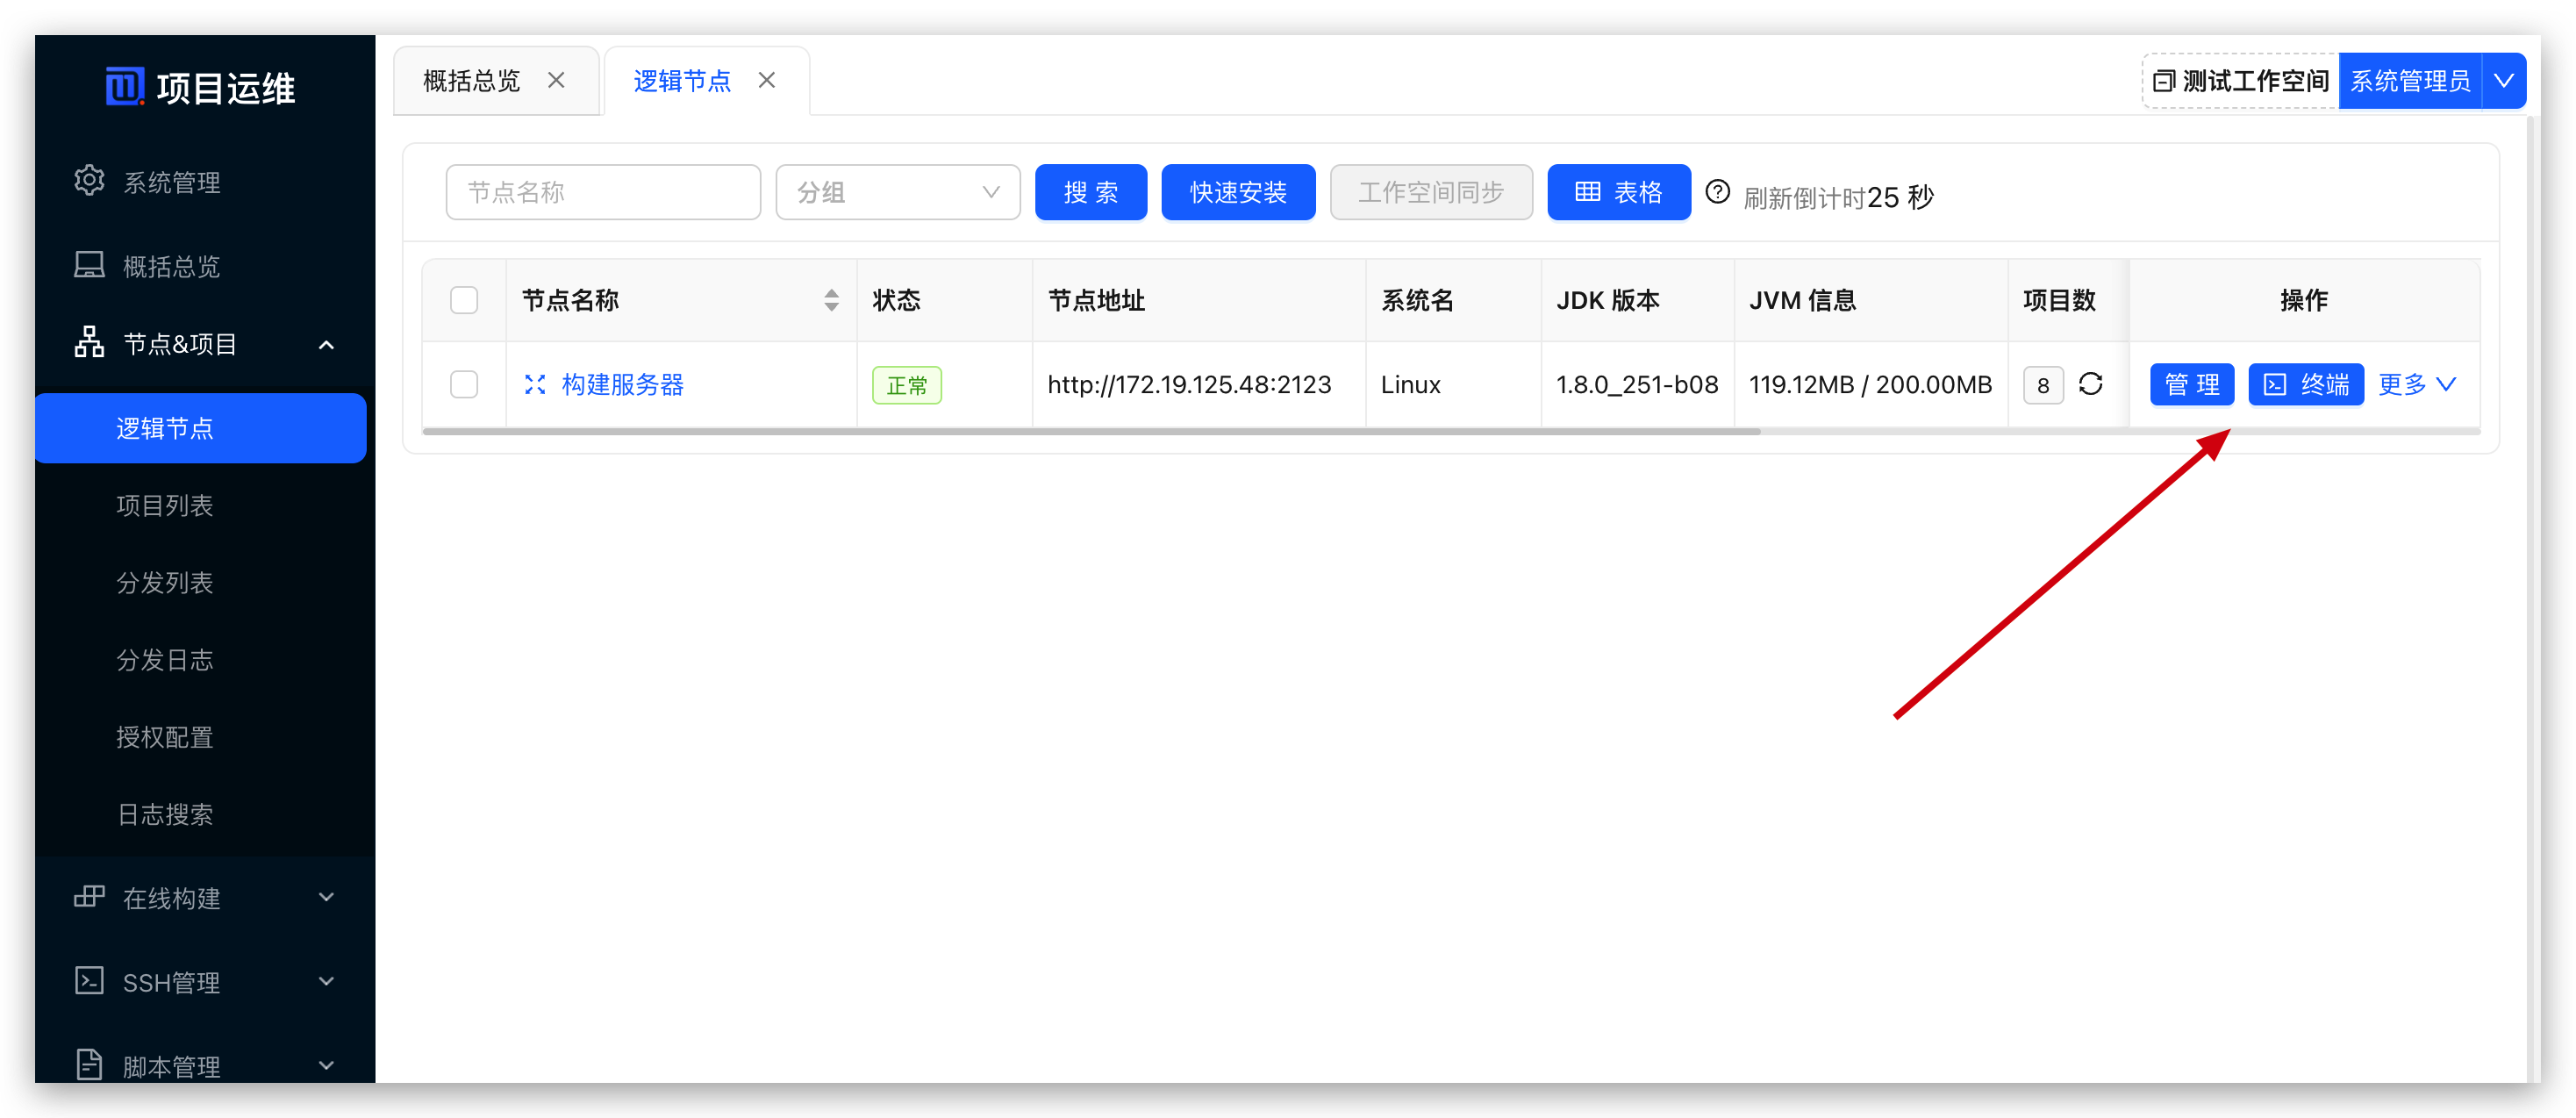 项目运维
系统管理
概括总览
节点&项目
逻辑节点
项目列表
分发列表
分发日志
授权配置
日志搜索
在线构建
SSH管理
脚本管理
概括总览 逻辑节点
测试工作空间 系统管理员
节点名称 分组 搜 索 快速安装 工作空间同步 表格 刷新倒计时25 秒
节点名称 状态 节点地址 系统名 JDK 版本 JVM 信息 项目数 操作
构建服务器 正常 http://172.19.125.48:2123 Linux 1.8.0_251-b08 119.12MB / 200.00MB 8 管 理 终端 更多